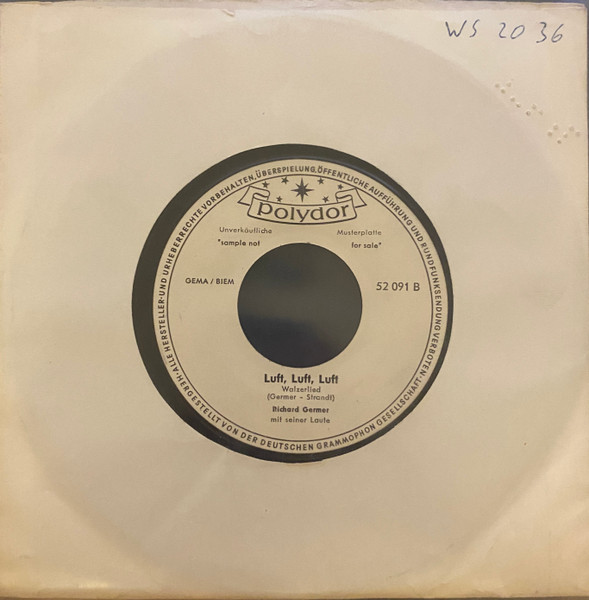 WS 20 36
ALLE HERSTELLER- UND URHEBERRECHTE VORBEHALTEN, ÜBERSPIELUNG, ÖFFENTLICHE AUFFÜHRUNG UND RUNDFUNKSENDUNG VERBOTEN.
Polydor
Unverkäufliche Musterplatte
"sample not for sale"
GEMA / BIEM
52 091 B
Luft, Luft, Luft
Walzerlied
(Germer - Strandt)
Richard Germer
mit seiner Laute
HERGESTELLT VON DER DEUTSCHEN GRAMMOPHON GESELLSCHAFT